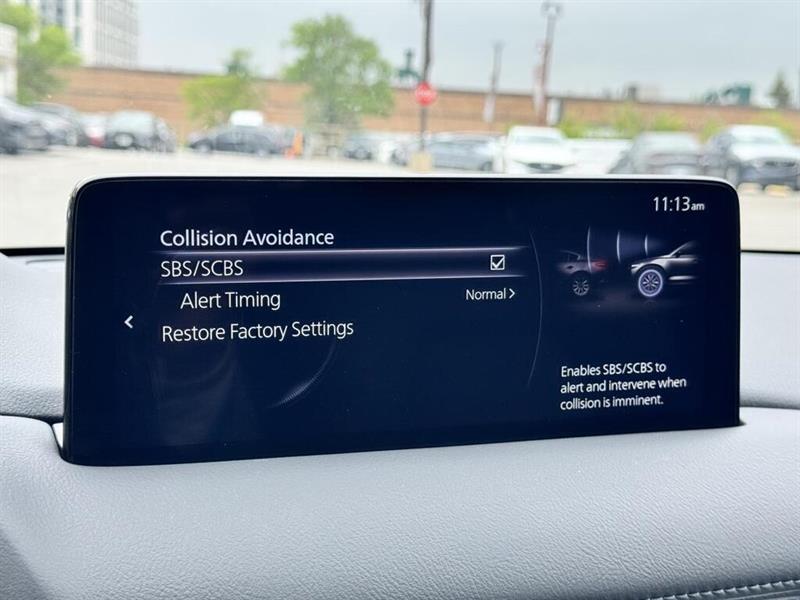 11:13am
Collision Avoidance
SBS/SCBS
Alert Timing
Normal
Restore Factory Settings
Enables SBS/SCBS to
alert and intervene when
collision is imminent.